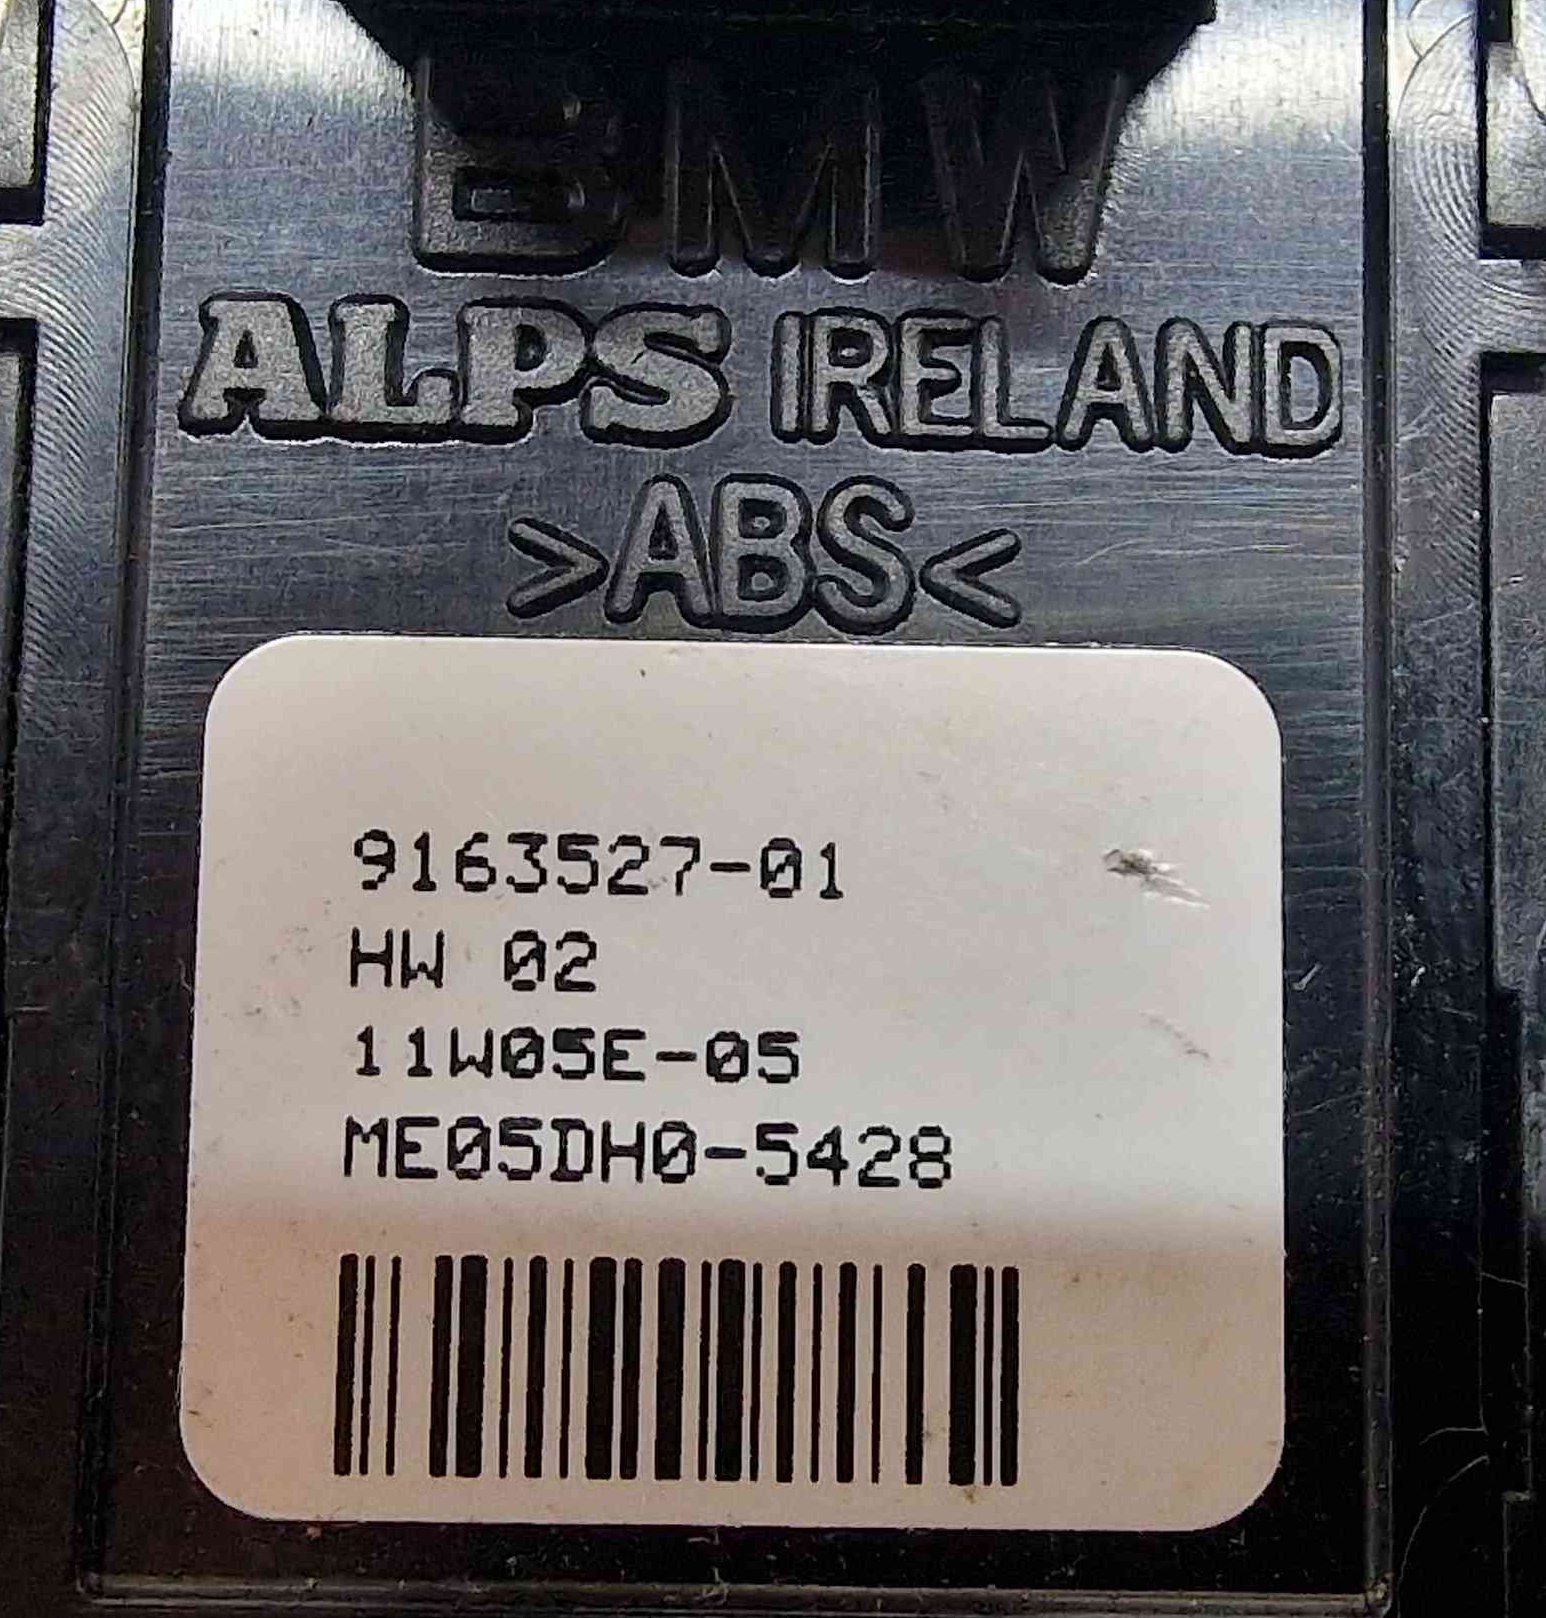 BMW
ALPS IRELAND
>ABS<
9163527-01
HW 02
11W05E-05
ME05DH0-5428